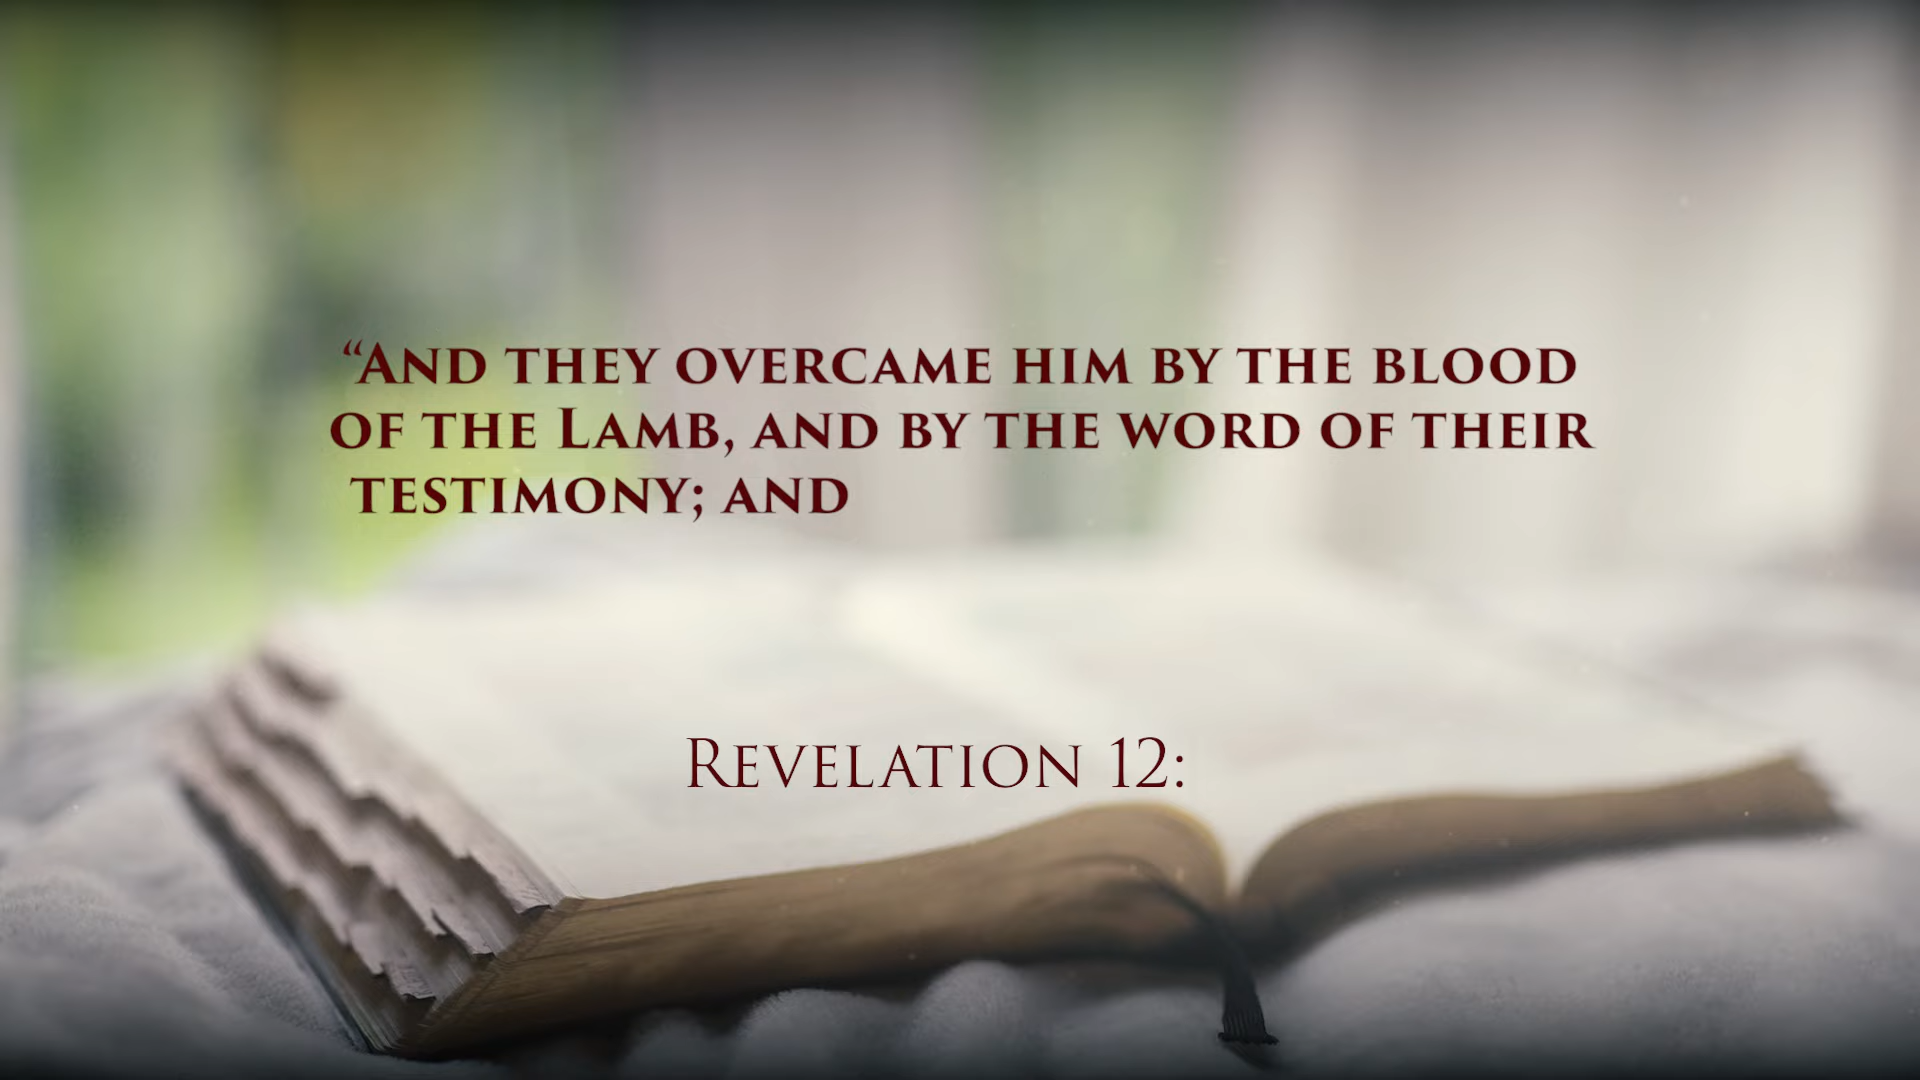 “And they overcame him by the blood
of the Lamb, and by the word of their
testimony; and
Revelation 12: